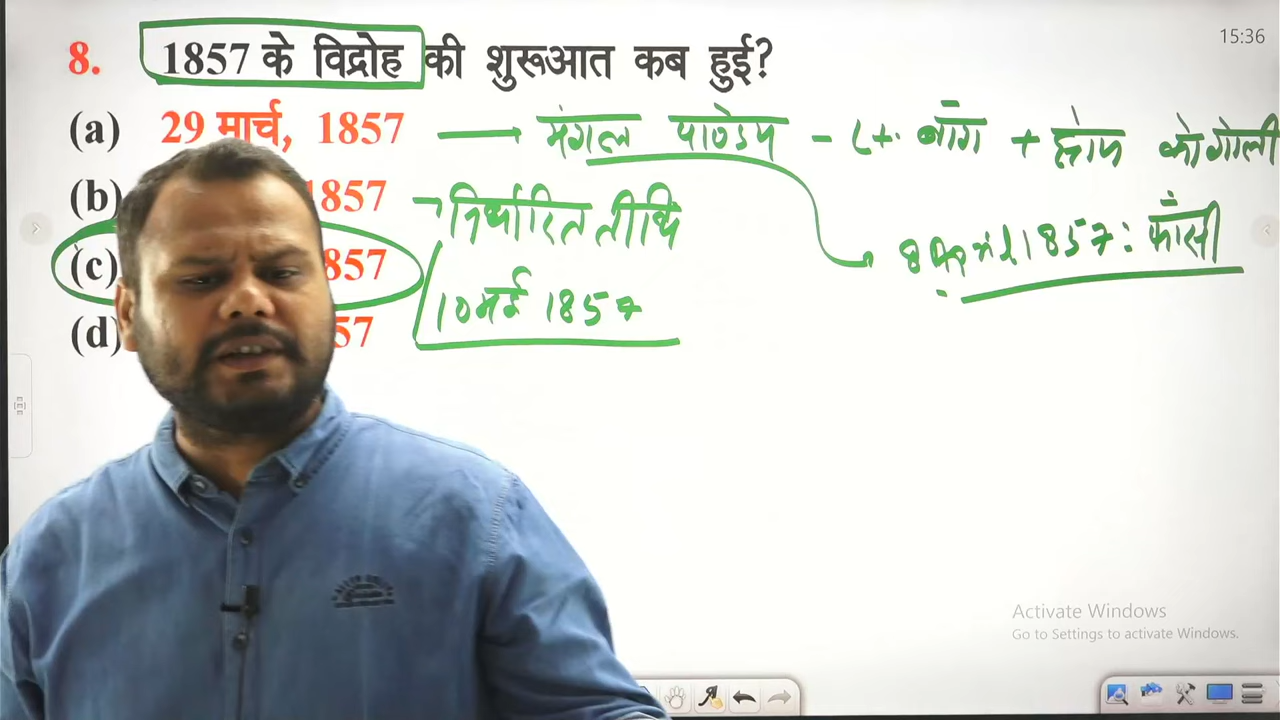 15:36
8. 1857 के विद्रोह की शुरूआत कब हुई?
(a) 29 मार्च, 1857 → मंगल पाण्डेय - ले. बॉग + ह्रोफ को गोली
(b) 1857 → निर्धारित तीथि
8 अप्रैल 1857: फाँसी
(c) 857
10 मई 1857
(d) 57
Activate Windows
Go to Settings to activate Windows.